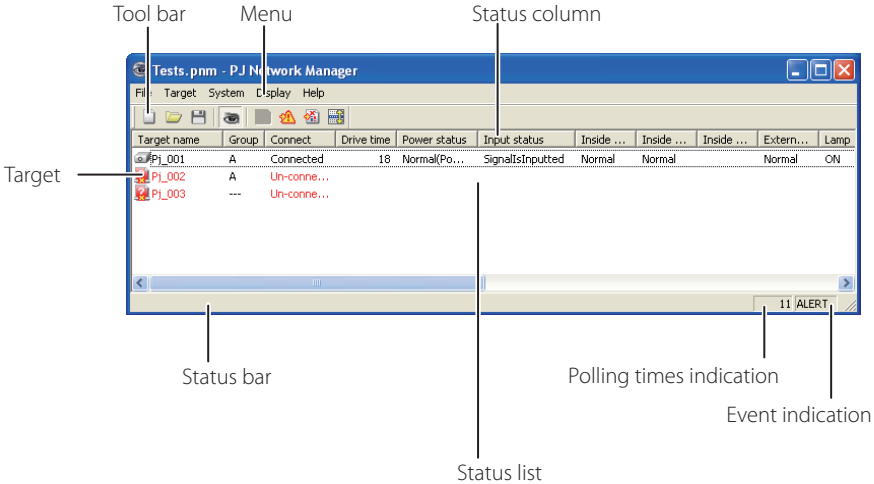 Tool bar Menu Status column
Tests.pnm - PJ Network Manager
File Target System Display Help
Target name Group Connect Drive time Power status Input status Inside ... Inside ... Inside ... Extern... Lamp
Pj_001 A Connected 18 Normal(Po... SignalIsInputted Normal Normal Normal ON
Target
Pj_002 A Un-conne...
Pj_003 --- Un-conne...
11 ALERT
Status bar
Polling times indication
Event indication
Status list